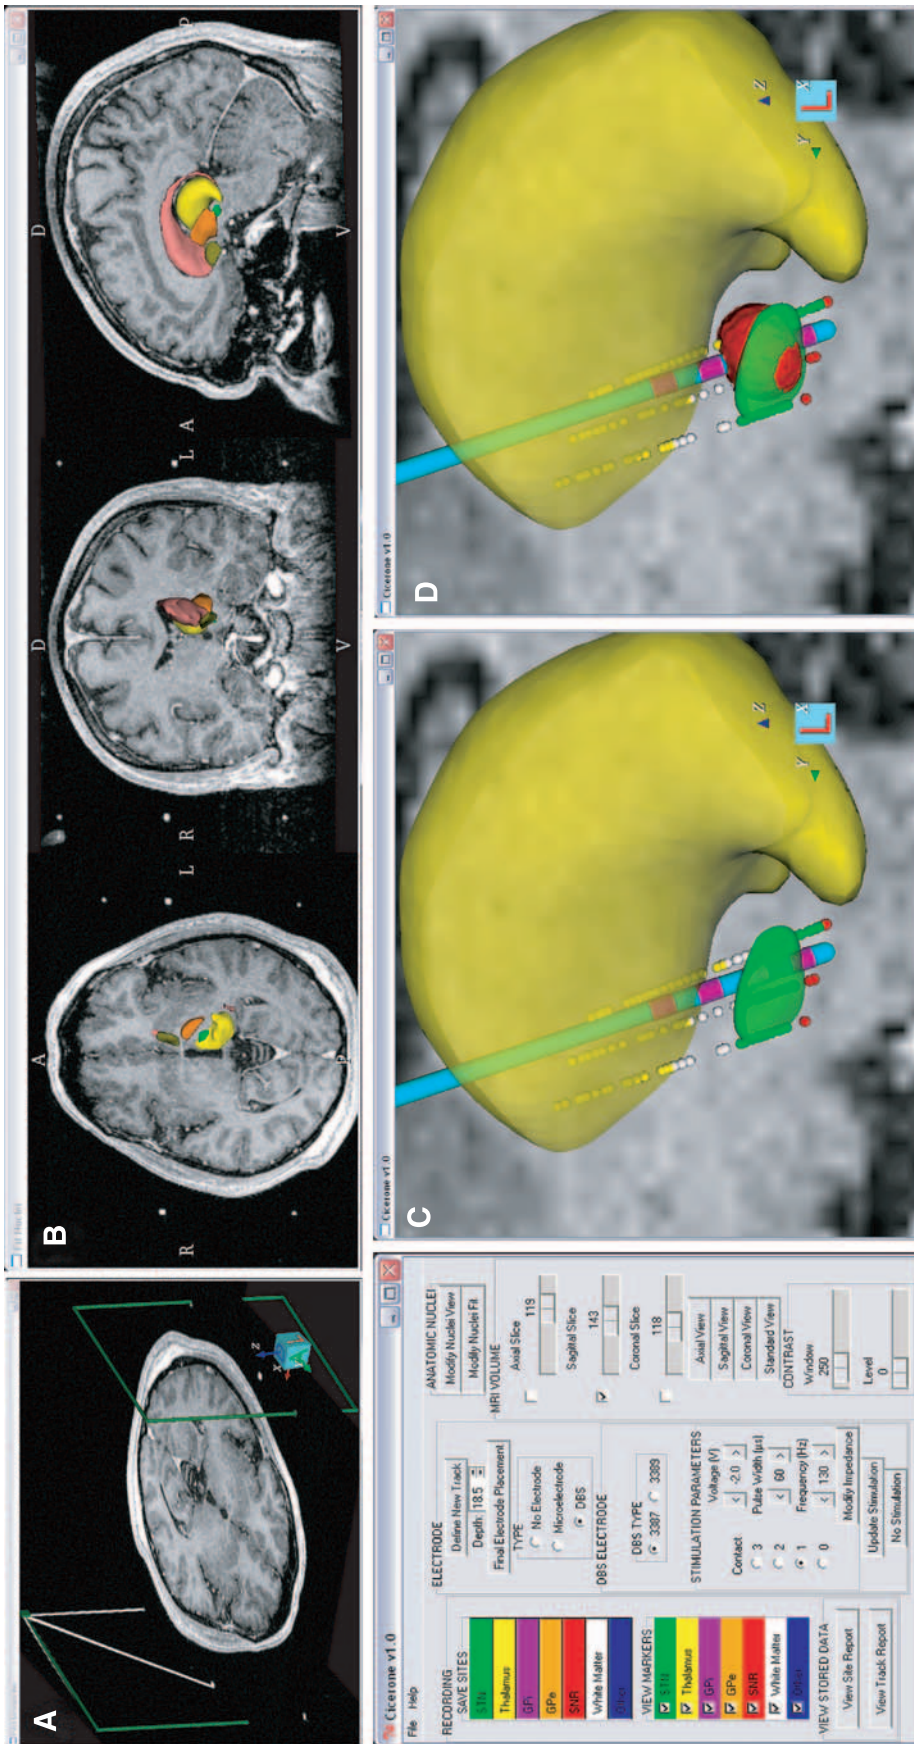 A
Z
X
A
B
Fit Nuclei
A
R
L
P
D
R
L
V
D
A
P
V
Cicerone v1.0
File Help
RECORDING
SAVE SITES
STN
Thalamus
GPi
GPe
SNR
White Matter
Other
VIEW MARKERS
STN
Thalamus
GPi
GPe
SNR
White Matter
Other
VIEW STORED DATA
View Site Report
View Track Report
ELECTRODE
Define New Track
Depth: 18.5
Final Electrode Placement
TYPE
No Electrode
Microelectrode
DBS
DBS ELECTRODE
DBS TYPE
3387 3389
STIMULATION PARAMETERS
Contact
3
2
1
0
Voltage (V)
< -2.0 >
Pulse Width (µs)
< 60 >
Frequency (Hz)
< 130 >
Modify Impedance
Update Stimulation
No Stimulation
ANATOMIC NUCLEI
Modify Nuclei View
Modify Nuclei Fit
MRI VOLUME
Axial Slice
119
Sagittal Slice
143
Coronal Slice
118
Axial View
Sagittal View
Coronal View
Standard View
CONTRAST
Window
250
Level
0
Cicerone v1.0
C
Z
Y
X
L
Cicerone v1.0
D
Z
Y
X
L